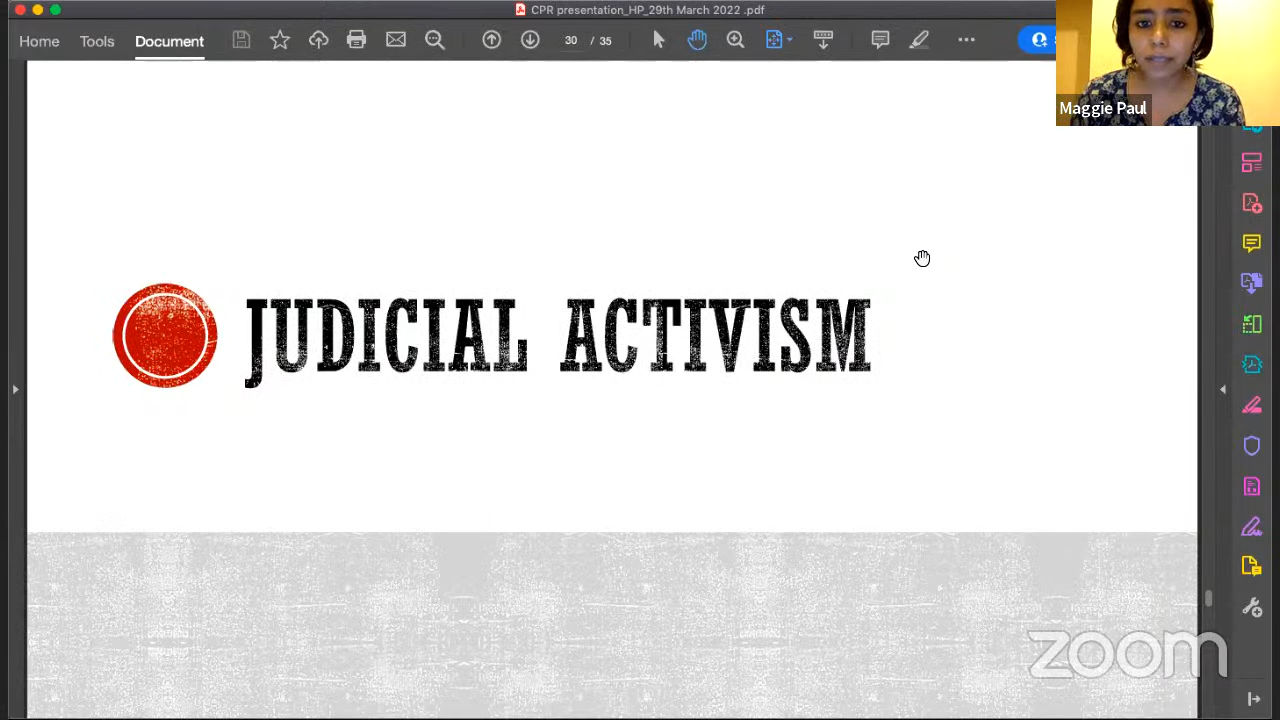 CPR presentation_HP_29th March 2022 .pdf
Home Tools Document 30 / 35
Maggie Paul
JUDICIAL ACTIVISM
zoom